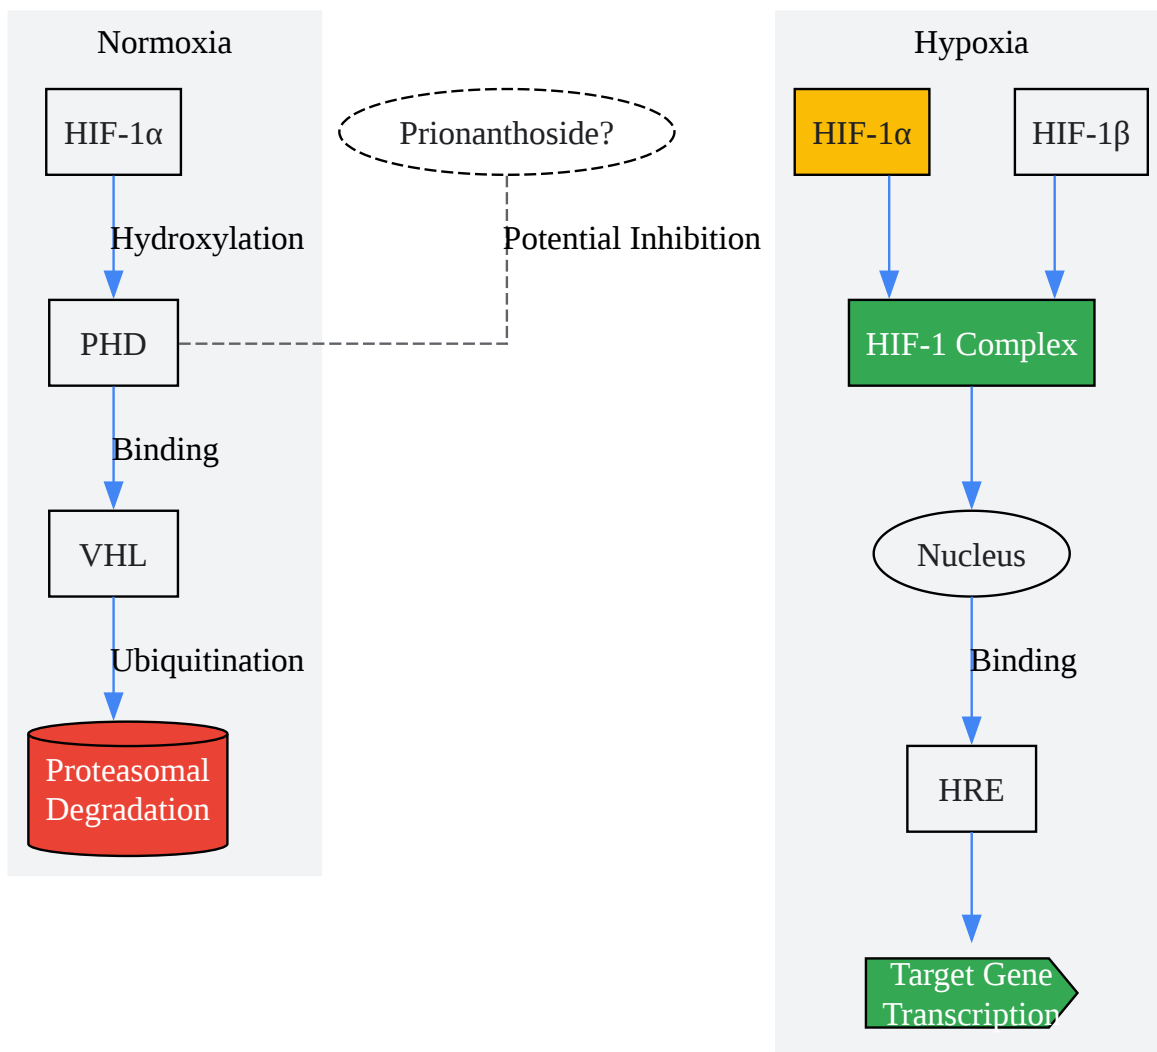 Normoxia
HIF-1α
Hydroxylation
PHD
Binding
VHL
Ubiquitination
Proteasomal
Degradation
Prionanthoside?
Potential Inhibition
Hypoxia
HIF-1α
HIF-1β
HIF-1 Complex
Nucleus
Binding
HRE
Target Gene
Transcription